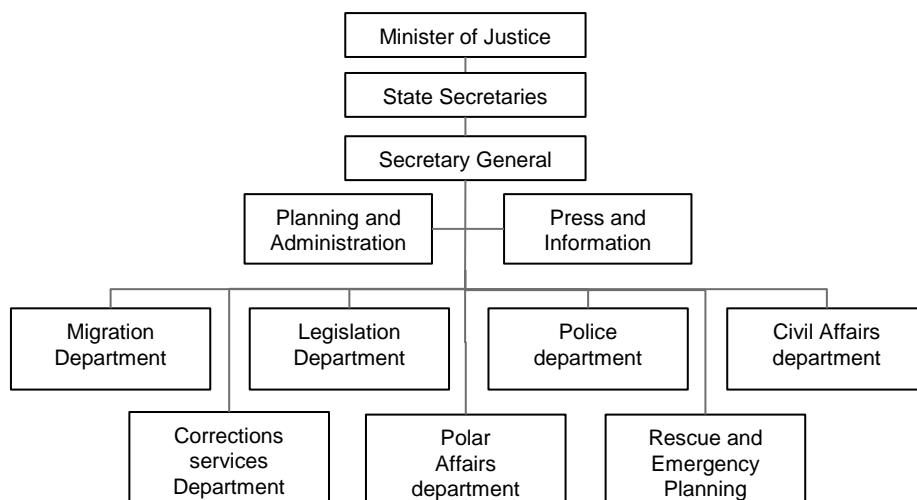 Minister of Justice
State Secretaries
Secretary General
Planning and
Administration
Press and
Information
Migration
Department
Legislation
Department
Police
department
Civil Affairs
department
Corrections
services
Department
Polar
Affairs
department
Rescue and
Emergency
Planning